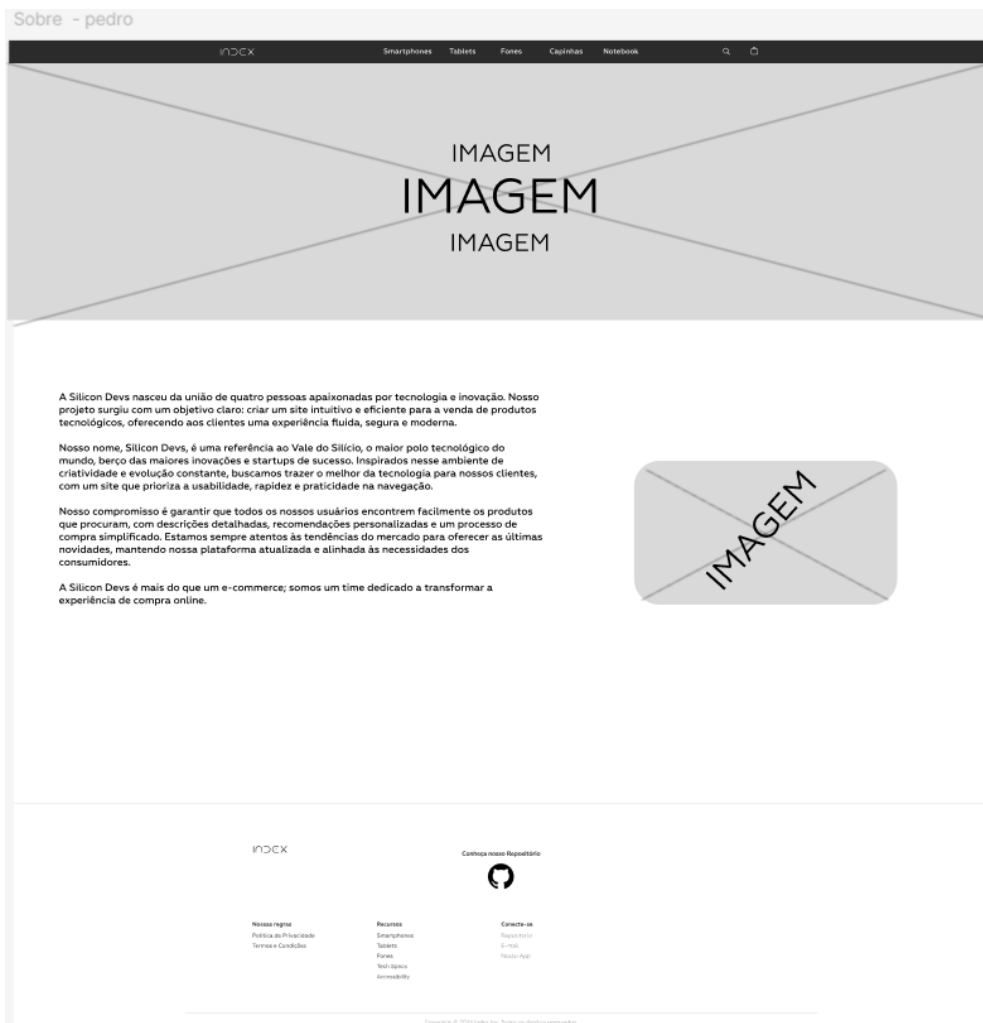 Sobre - pedro
INDEX
Smartphones Tablets Fones Capinhas Notebook
IMAGEM
IMAGEM
IMAGEM
A Silicon Devs nasceu da união de quatro pessoas apaixonadas por tecnologia e inovação. Nosso
projeto surgiu com um objetivo claro: criar um site intuitivo e eficiente para a venda de produtos
tecnológicos, oferecendo aos clientes uma experiência fluida, segura e moderna.
Nosso nome, Silicon Devs, é uma referência ao Vale do Silício, o maior polo tecnológico do
mundo, berço das maiores inovações e startups de sucesso. Inspirados nesse ambiente de
criatividade e evolução constante, buscamos trazer o melhor da tecnologia para nossos clientes,
com um site que prioriza a usabilidade, rapidez e praticidade na navegação.
Nosso compromisso é garantir que todos os nossos usuários encontrem facilmente os produtos
que procuram, com descrições detalhadas, recomendações personalizadas e um processo de
compra simplificado. Estamos sempre atentos às tendências do mercado para oferecer as últimas
novidades, mantendo nossa plataforma atualizada e alinhada às necessidades dos
consumidores.
A Silicon Devs é mais do que um e-commerce; somos um time dedicado a transformar a
experiência de compra online.
IMAGEM
INDEX
Conheça nosso Repositório
Nossas regras
Política de Privacidade
Termos e Condições
Recursos
Smartphones
Tablets
Fones
Tech Specs
Accessibility
Conecte-se
Repositório
E-mail
Nosso App